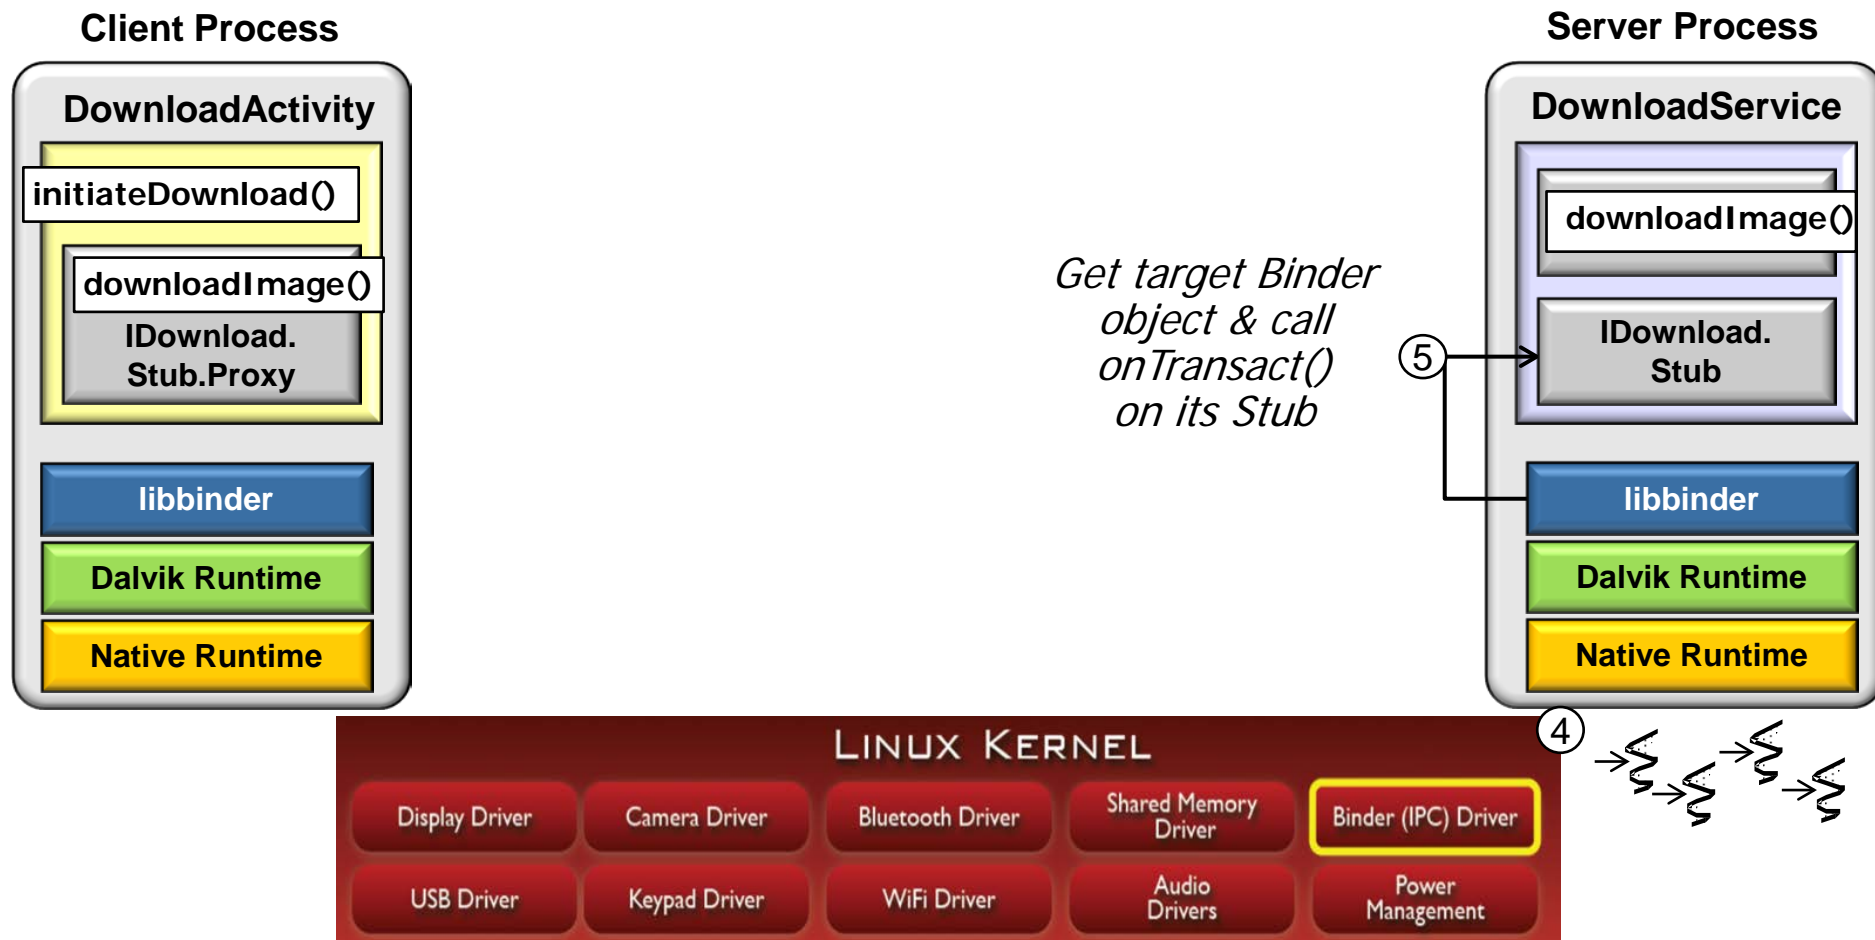 Client Process
DownloadActivity
initiateDownload()
downloadImage()
IDownload.
Stub.Proxy
libbinder
Dalvik Runtime
Native Runtime
Get target Binder
object & call
onTransact()
on its Stub
5
Server Process
DownloadService
downloadImage()
IDownload.
Stub
libbinder
Dalvik Runtime
Native Runtime
4
LINUX KERNEL
Display Driver
Camera Driver
Bluetooth Driver
Shared Memory
Driver
Binder (IPC) Driver
USB Driver
Keypad Driver
WiFi Driver
Audio
Drivers
Power
Management